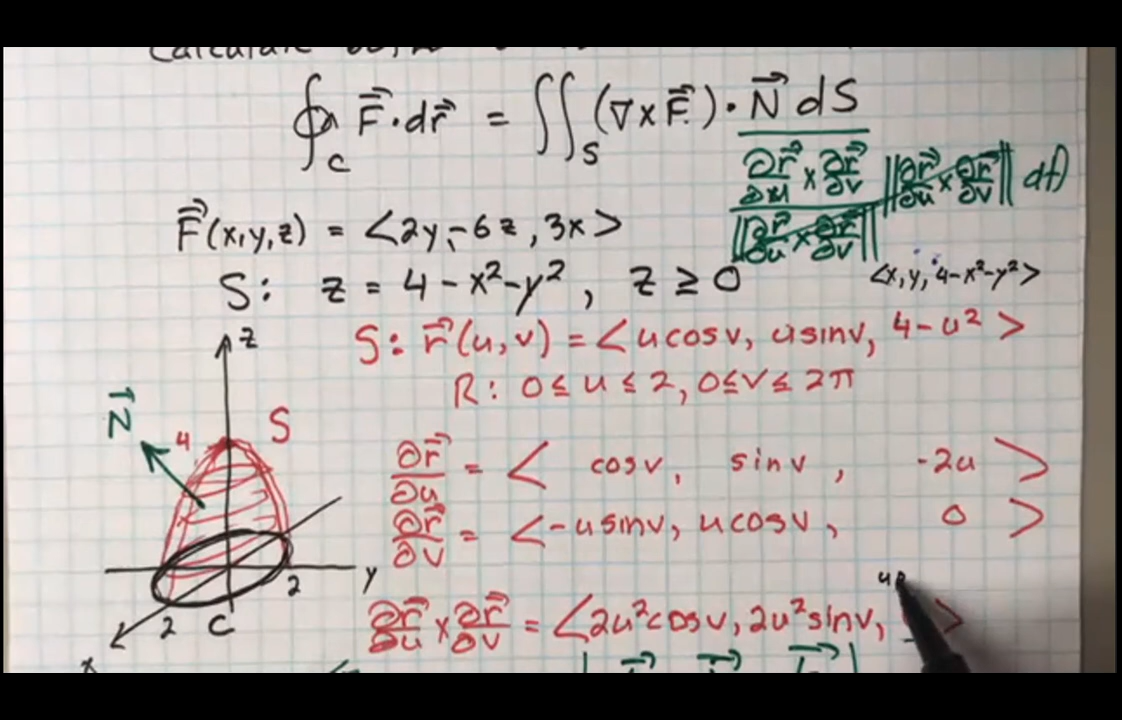 Calculate
∮_C F⃗ · dr⃗ = ∬_S (∇ × F⃗) · N⃗ dS
∂r⃗/∂u × ∂r⃗/∂v ‖∂r⃗/∂u × ∂r⃗/∂v‖ dA
‖∂r⃗/∂u × ∂r⃗/∂v‖
F⃗(x,y,z) = <2y, -6z, 3x>
S: z = 4 - x² - y², z ≥ 0
<x, y, 4-x²-y²>
S: r⃗(u,v) = <u cos v, u sin v, 4 - u²>
R: 0 ≤ u ≤ 2, 0 ≤ v ≤ 2π
z
N⃗
4
S
y
2
2
C
x
∂r⃗/∂u = < cos v, sin v, -2u >
∂r⃗/∂v = <-u sin v, u cos v, 0 >
∂r⃗/∂u × ∂r⃗/∂v = <2u² cos v, 2u² sin v, >